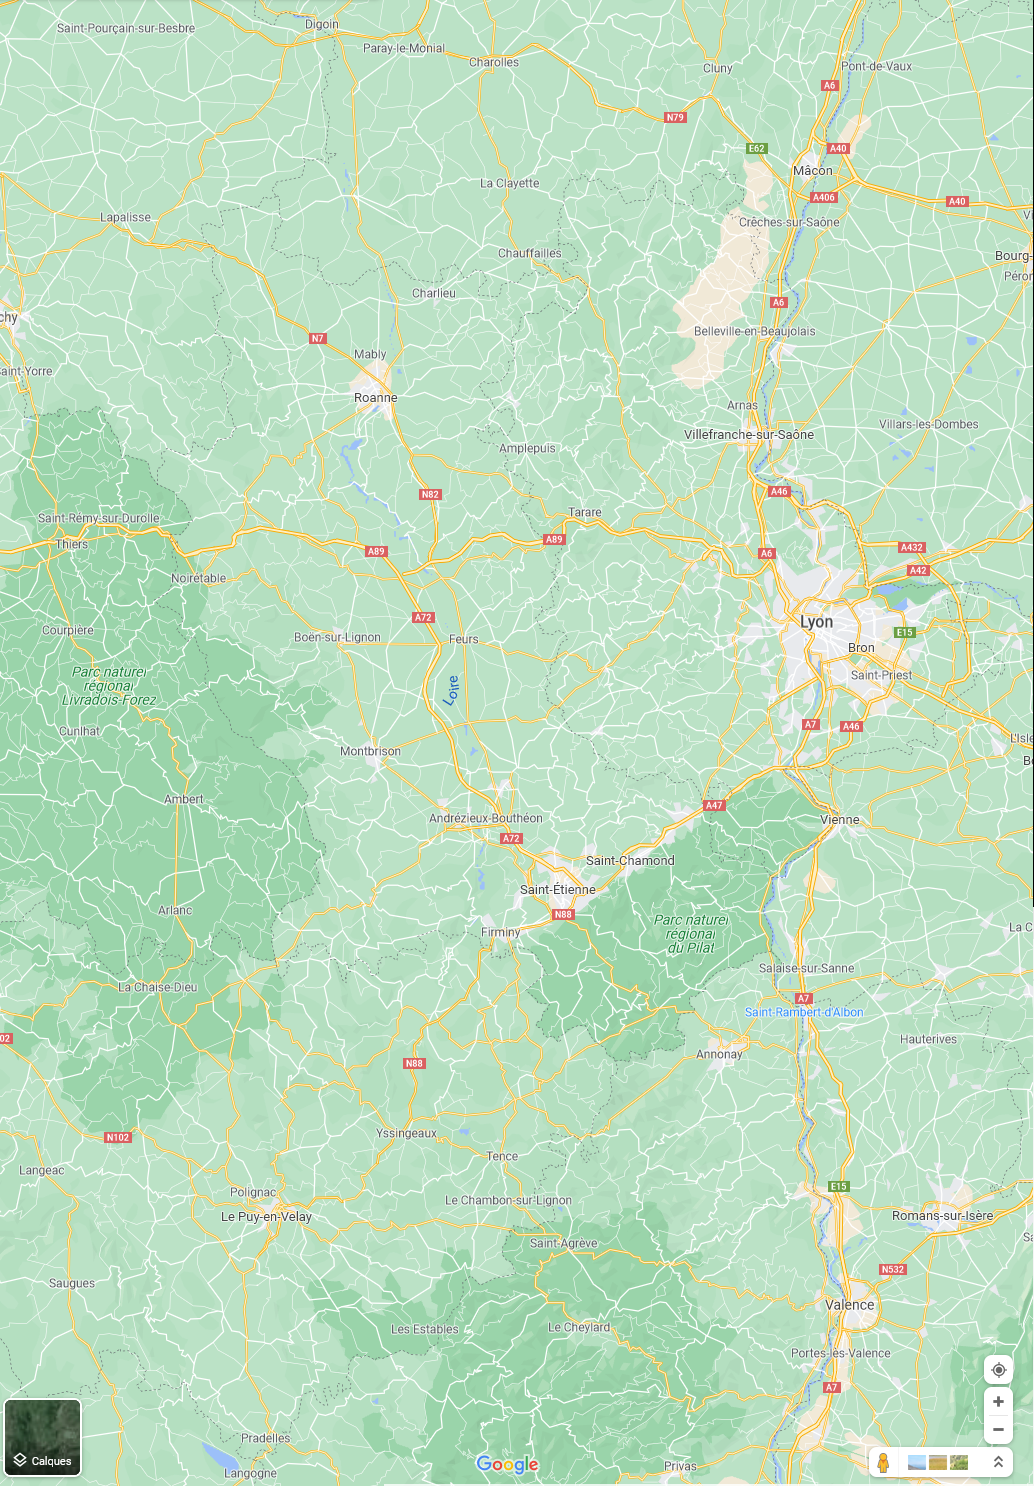 Digoin
Saint-Pourçain-sur-Besbre
Paray-le-Monial
Charolles
Cluny
Pont-de-Vaux
A6
N79
E62
A40
Mâcon
La Clayette
A406
A40
Lapalisse
Crêches-sur-Saône
Chauffailles
Bourg-
Péron
Charlieu
A6
chy
Belleville-en-Beaujolais
N7
Mably
aint-Yorre
Roanne
Arnas
Villars-les-Dombes
Villefranche-sur-Saône
Amplepuis
N82
A46
Saint-Rémy-sur-Durolle
Tarare
Thiers
A89
A89
A6
A432
A42
Noirétable
A72
Lyon
Courpière
Boën-sur-Lignon
Feurs
E15
Bron
Parc naturel
régional
Livradois-Forez
Saint-Priest
Loire
Cunlhat
A7
A46
L'Isle
Montbrison
Ambert
A47
Andrézieux-Bouthéon
Vienne
A72
Saint-Chamond
Saint-Étienne
Arlanc
N88
Parc naturel
régional
du Pilat
Firminy
La C
Salaise-sur-Sanne
La Chaise-Dieu
A7
Saint-Rambert-d'Albon
02
Hauterives
Annonay
N88
N102
Yssingeaux
Tence
Langeac
Polignac
Le Chambon-sur-Lignon
E15
Le Puy-en-Velay
Romans-sur-Isère
Saint-Agrève
N532
Saugues
Valence
Les Estables
Le Cheylard
Portes-lès-Valence
A7
Pradelles
Calques
Google
Privas
Langogne